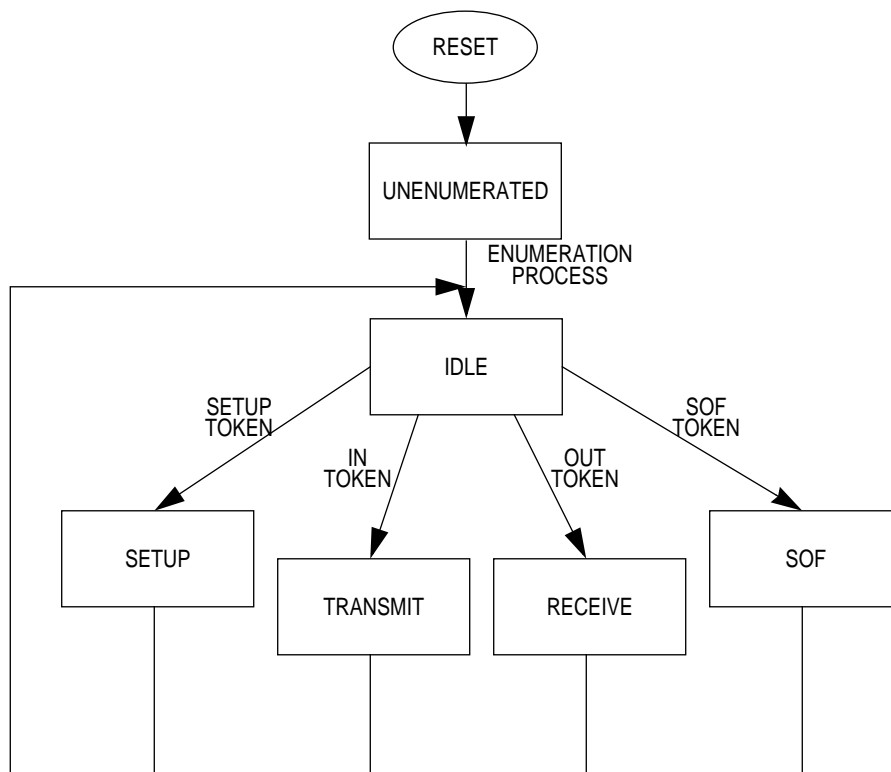 RESET
UNENUMERATED
ENUMERATION
PROCESS
IDLE
SETUP
TOKEN
IN
TOKEN
OUT
TOKEN
SOF
TOKEN
SETUP
TRANSMIT
RECEIVE
SOF